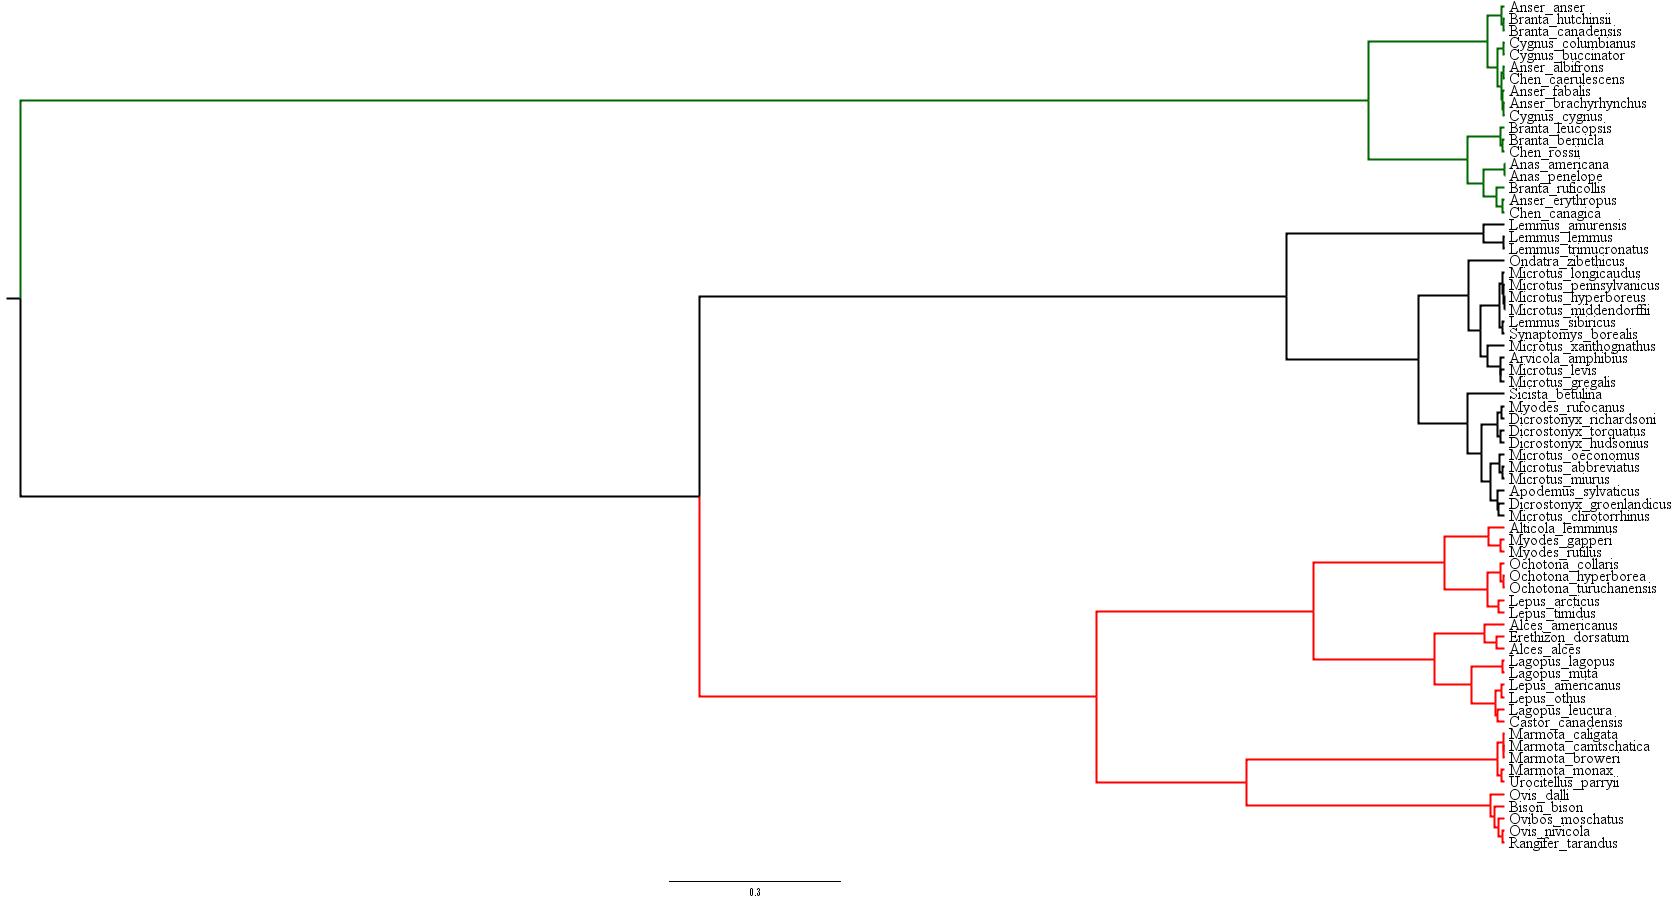 Anser_anser
Branta_hutchinsii
Branta_canadensis
Cygnus_columbianus
Cygnus_buccinator
Anser_albifrons
Chen_caerulescens
Anser_fabalis
Anser_brachyrhynchus
Cygnus_cygnus
Branta_leucopsis
Branta_bernicla
Chen_rossii
Anas_americana
Anas_penelope
Branta_ruficollis
Anser_erythropus
Chen_canagica
Lemmus_amurensis
Lemmus_lemmus
Lemmus_trimucronatus
Ondatra_zibethicus
Microtus_longicaudus
Microtus_pennsylvanicus
Microtus_hyperboreus
Microtus_middendorffii
Lemmus_sibiricus
Synaptomys_borealis
Microtus_xanthognathus
Arvicola_amphibius
Microtus_levis
Microtus_gregalis
Sicista_betulina
Myodes_rufocanus
Dicrostonyx_richardsoni
Dicrostonyx_torquatus
Dicrostonyx_hudsonius
Microtus_oeconomus
Microtus_abbreviatus
Microtus_miurus
Apodemus_sylvaticus
Dicrostonyx_groenlandicus
Microtus_chrotorrhinus
Alticola_lemminus
Myodes_gapperi
Myodes_rutilus
Ochotona_collaris
Ochotona_hyperborea
Ochotona_turuchanensis
Lepus_arcticus
Lepus_timidus
Alces_americanus
Erethizon_dorsatum
Alces_alces
Lagopus_lagopus
Lagopus_muta
Lepus_americanus
Lepus_othus
Lagopus_leucura
Castor_canadensis
Marmota_caligata
Marmota_camtschatica
Marmota_broweri
Marmota_monax
Urocitellus_parryii
Ovis_dalli
Bison_bison
Ovibos_moschatus
Ovis_nivicola
Rangifer_tarandus
0.3